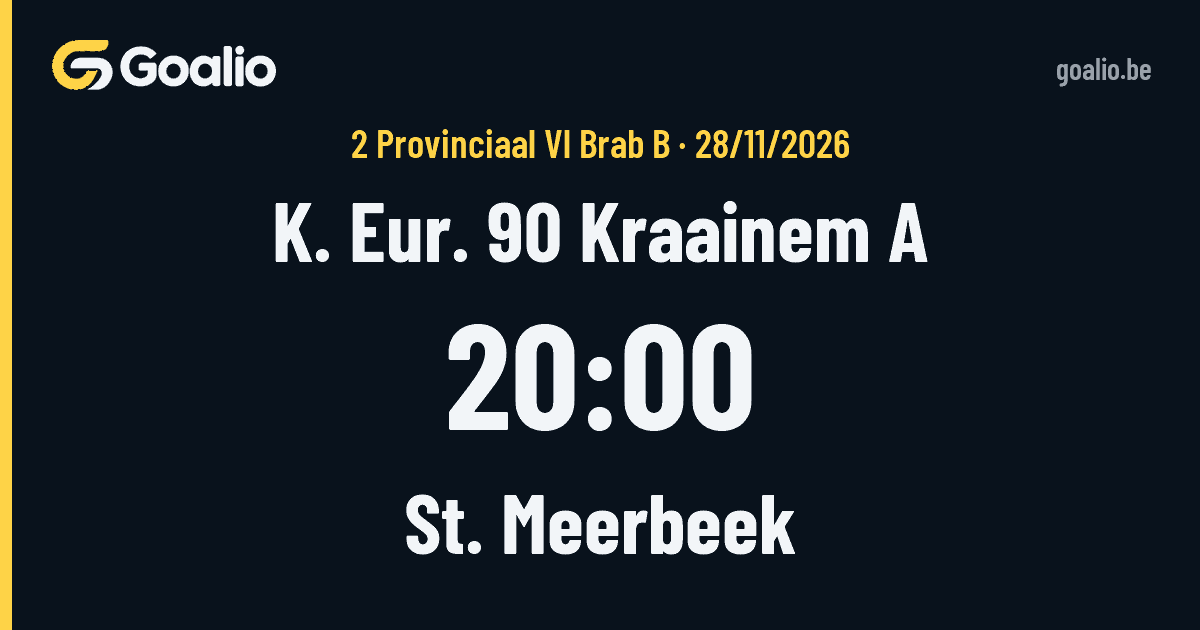 Goalio
goalio.be
2 Provinciaal Vl Brab B · 28/11/2026
K. Eur. 90 Kraainem A
20:00
St. Meerbeek